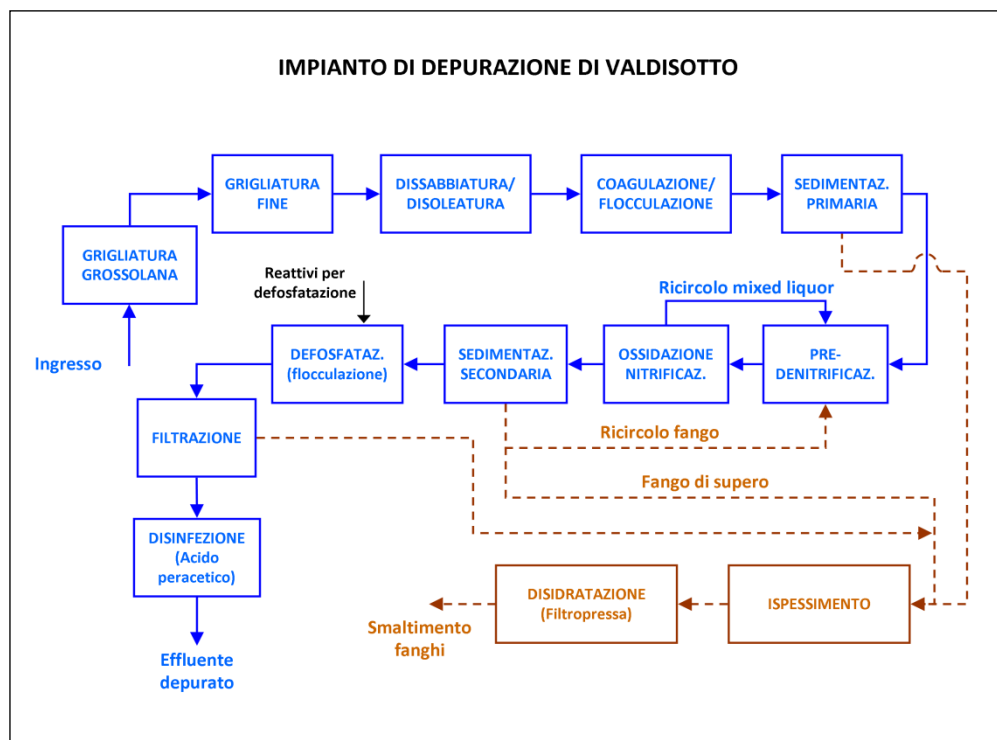 IMPIANTO DI DEPURAZIONE DI VALDISOTTO
GRIGLIATURA
FINE
DISSABBIATURA/
DISOLEATURA
COAGULAZIONE/
FLOCCULAZIONE
SEDIMENTAZ.
PRIMARIA
GRIGLIATURA
GROSSOLANA
Ingresso
Reattivi per
defosfatazione
Ricircolo mixed liquor
DEFOSFATAZ.
(flocculazione)
SEDIMENTAZ.
SECONDARIA
OSSIDAZIONE
NITRIFICAZ.
PRE-
DENITRIFICAZ.
FILTRAZIONE
Ricircolo fango
Fango di supero
DISINFEZIONE
(Acido
peracetico)
DISIDRATAZIONE
(Filtropressa)
ISPESSIMENTO
Smaltimento
fanghi
Effluente
depurato